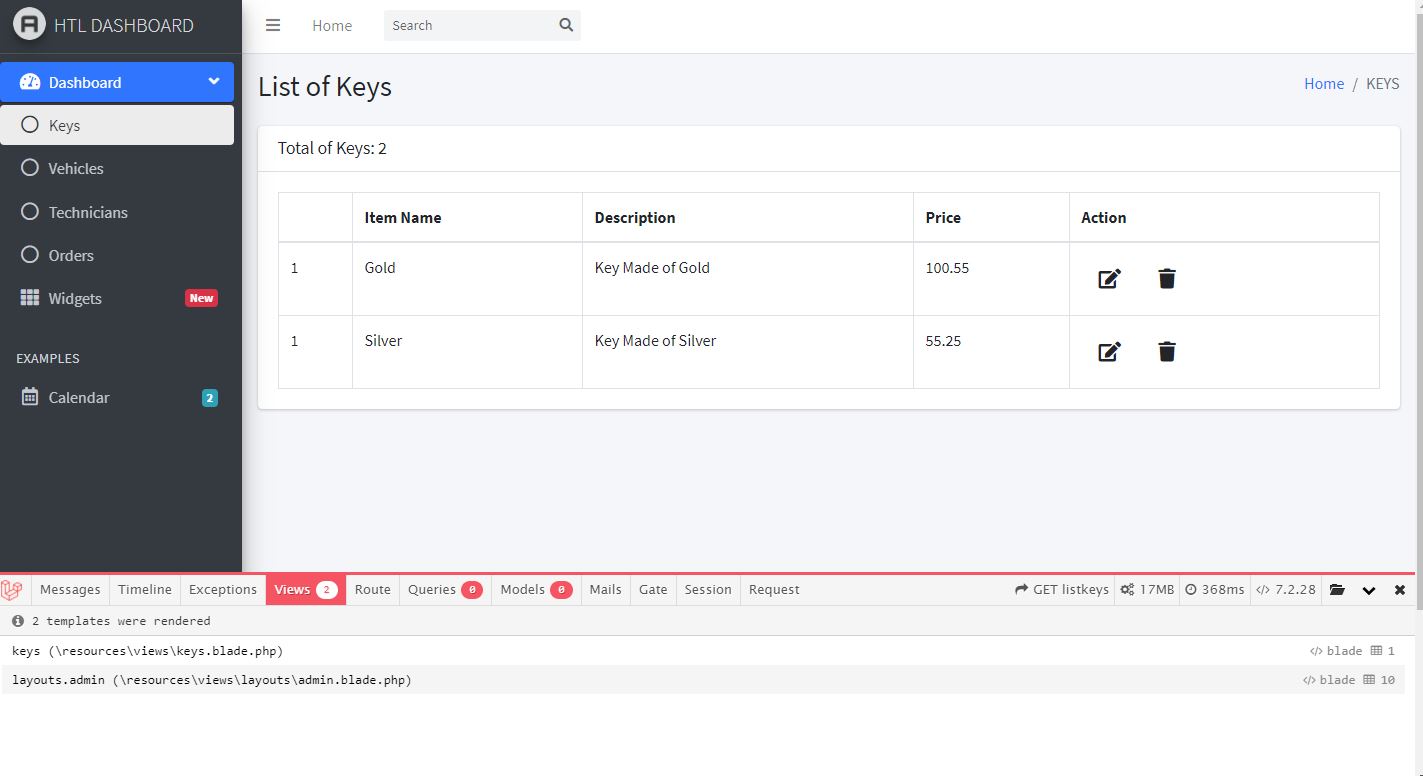 HTL DASHBOARD
Home
Search
Dashboard
Keys
Vehicles
Technicians
Orders
Widgets New
EXAMPLES
Calendar 2
List of Keys
Home / KEYS
Total of Keys: 2
Item Name Description Price Action
1 Gold Key Made of Gold 100.55
1 Silver Key Made of Silver 55.25
Messages Timeline Exceptions Views 2 Route Queries 0 Models 0 Mails Gate Session Request GET listkeys 17MB 368ms </> 7.2.28
2 templates were rendered
keys (\resources\views\keys.blade.php) </> blade 1
layouts.admin (\resources\views\layouts\admin.blade.php) </> blade 10